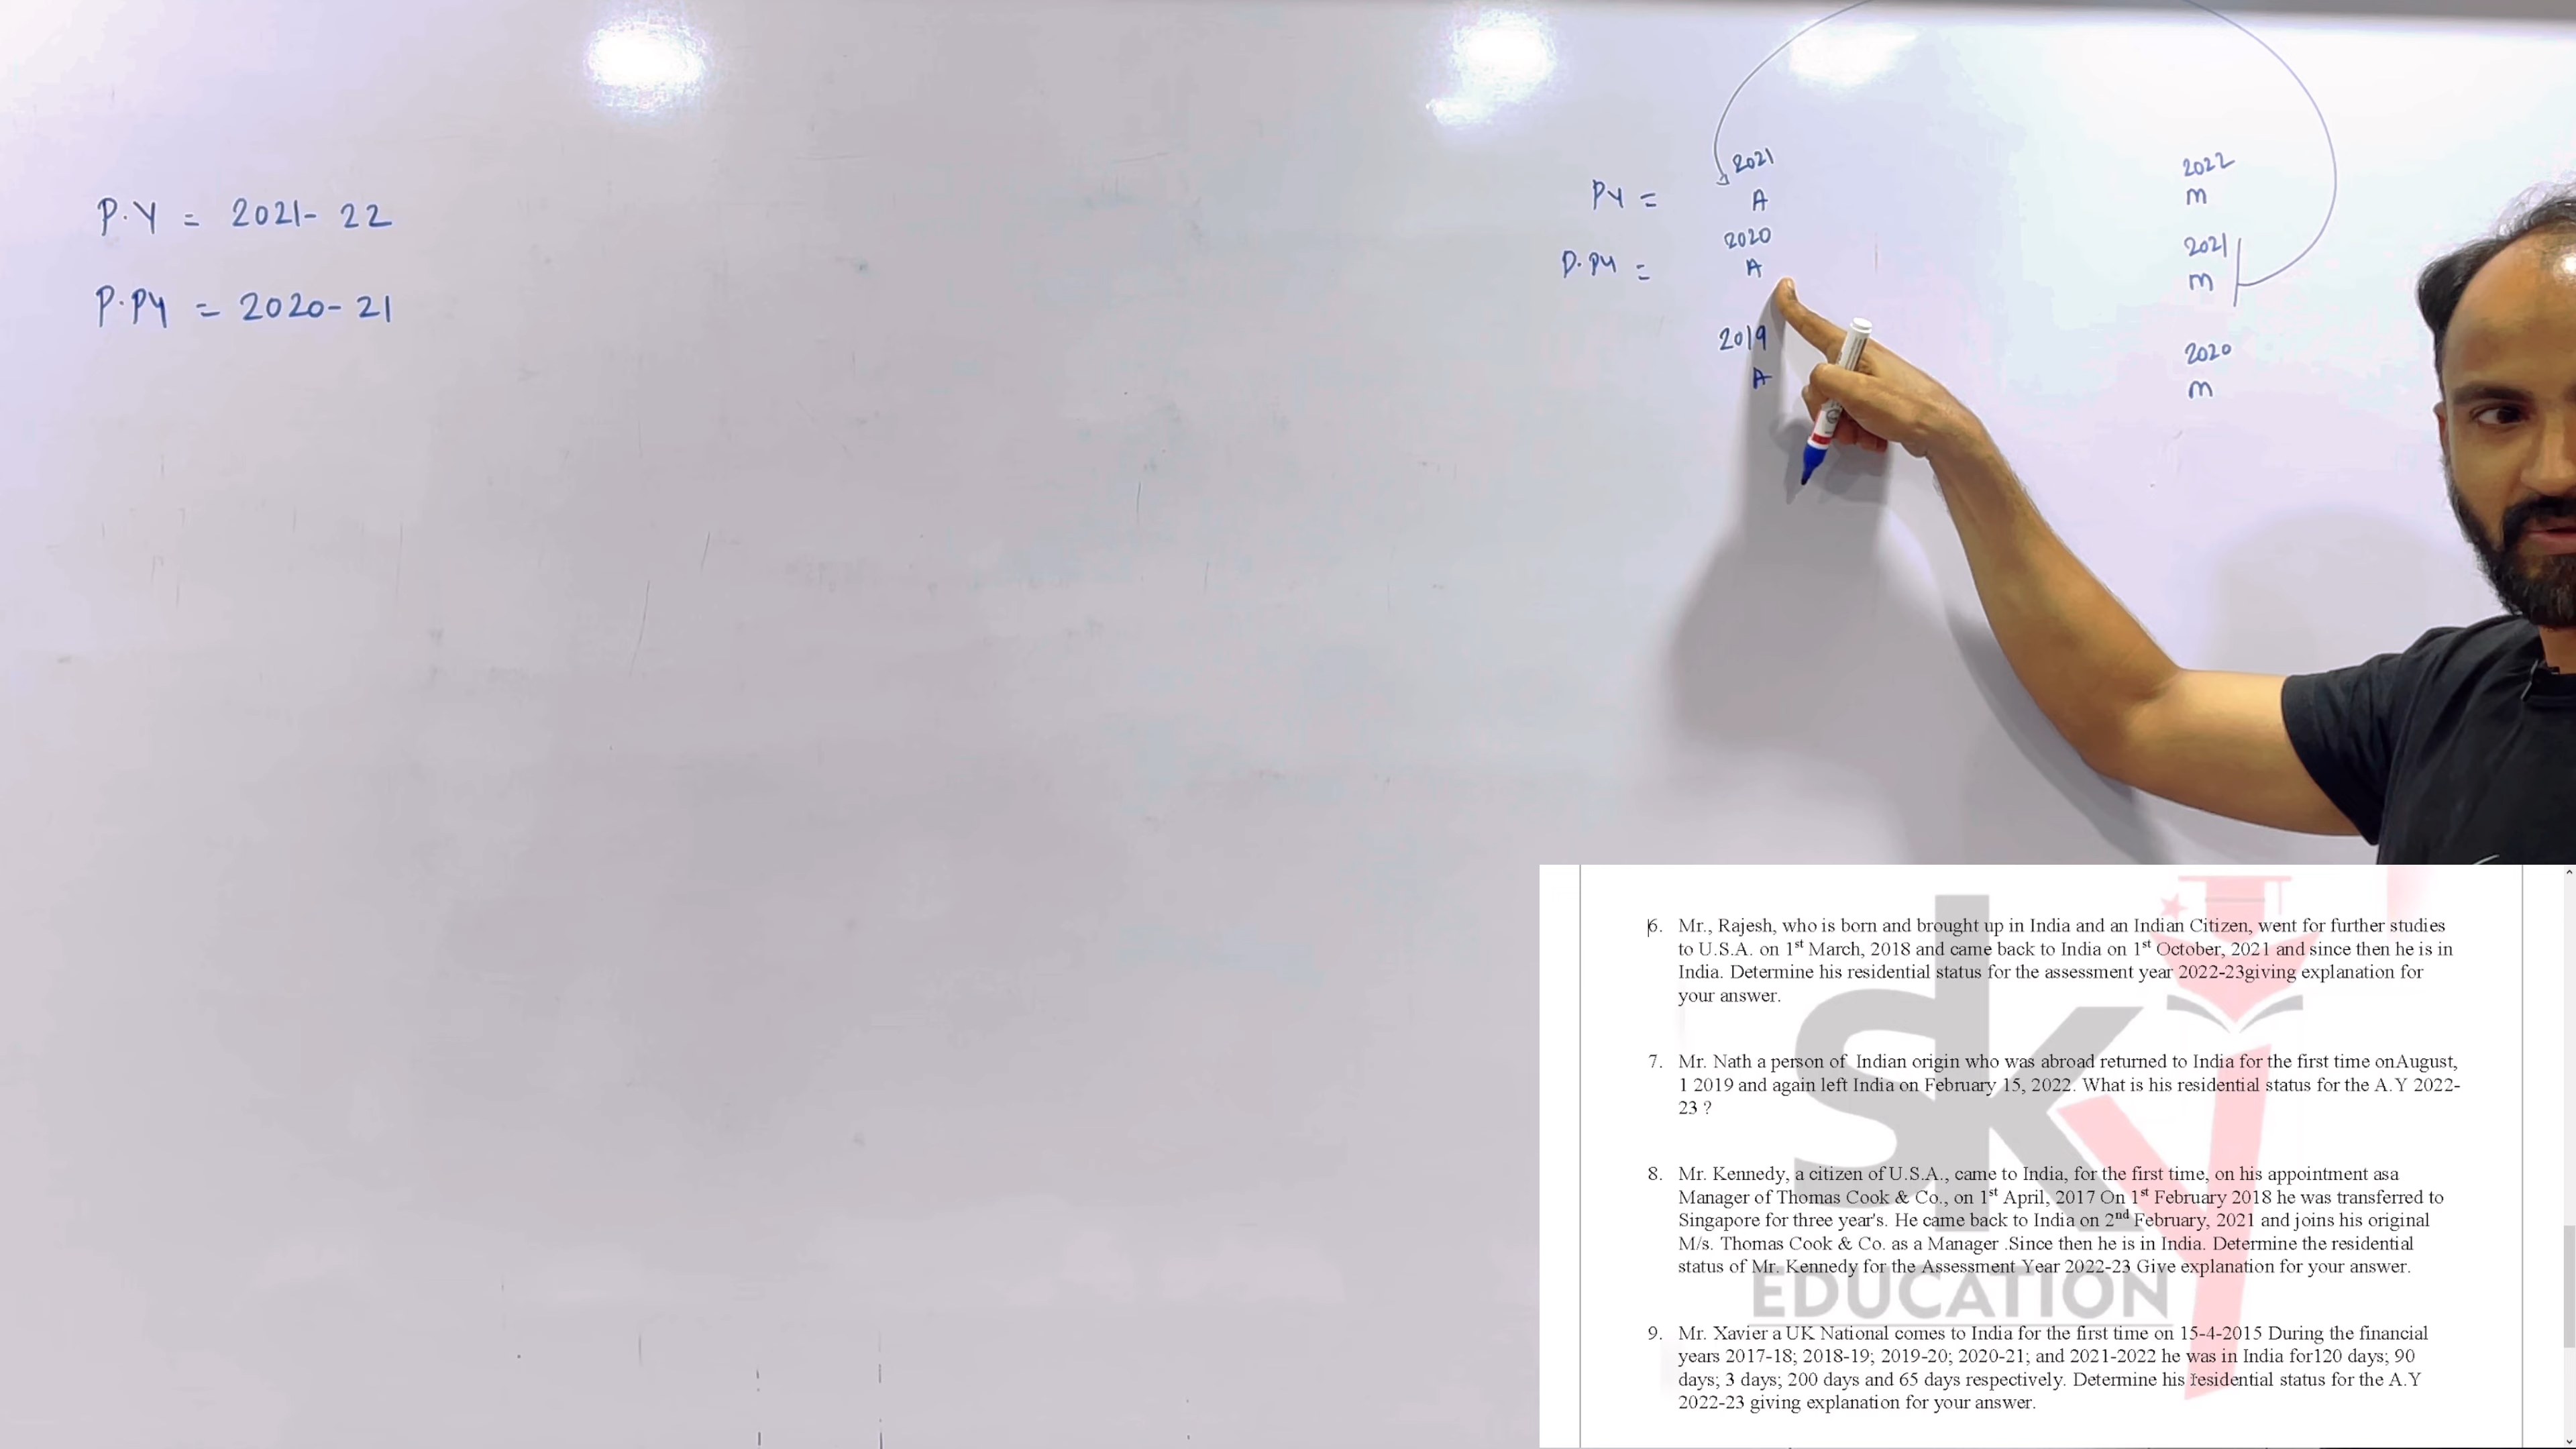 P.Y = 2021-22
P.PY = 2020-21
2021 2022
PY = A M
2020 2021
P.PY = A M
2019 2020
A M
6. Mr., Rajesh, who is born and brought up in India and an Indian Citizen, went for further studies
to U.S.A. on 1st March, 2018 and came back to India on 1st October, 2021 and since then he is in
India. Determine his residential status for the assessment year 2022-23giving explanation for
your answer.
7. Mr. Nath a person of Indian origin who was abroad returned to India for the first time onAugust,
1 2019 and again left India on February 15, 2022. What is his residential status for the A.Y 2022-
23 ?
8. Mr. Kennedy, a citizen of U.S.A., came to India, for the first time, on his appointment asa
Manager of Thomas Cook & Co., on 1st April, 2017 On 1st February 2018 he was transferred to
Singapore for three year's. He came back to India on 2nd February, 2021 and joins his original
M/s. Thomas Cook & Co. as a Manager .Since then he is in India. Determine the residential
status of Mr. Kennedy for the Assessment Year 2022-23 Give explanation for your answer.
9. Mr. Xavier a UK National comes to India for the first time on 15-4-2015 During the financial
years 2017-18; 2018-19; 2019-20; 2020-21; and 2021-2022 he was in India for120 days; 90
days; 3 days; 200 days and 65 days respectively. Determine his residential status for the A.Y
2022-23 giving explanation for your answer.
sky
EDUCATION